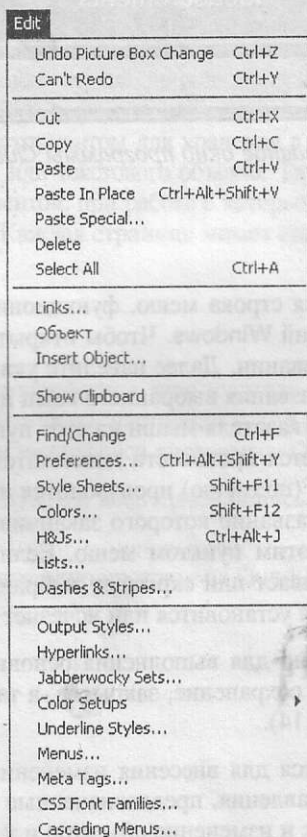 Edit
Undo Picture Box Change Ctrl+Z
Can't Redo Ctrl+Y
Cut Ctrl+X
Copy Ctrl+C
Paste Ctrl+V
Paste In Place Ctrl+Alt+Shift+V
Paste Special...
Delete
Select All Ctrl+A
Links...
Объект
Insert Object...
Show Clipboard
Find/Change Ctrl+F
Preferences... Ctrl+Alt+Shift+Y
Style Sheets... Shift+F11
Colors... Shift+F12
H&Js... Ctrl+Alt+J
Lists...
Dashes & Stripes...
Output Styles...
Hyperlinks...
Jabberwocky Sets...
Color Setups
Underline Styles...
Menus...
Meta Tags...
CSS Font Families...
Cascading Menus...